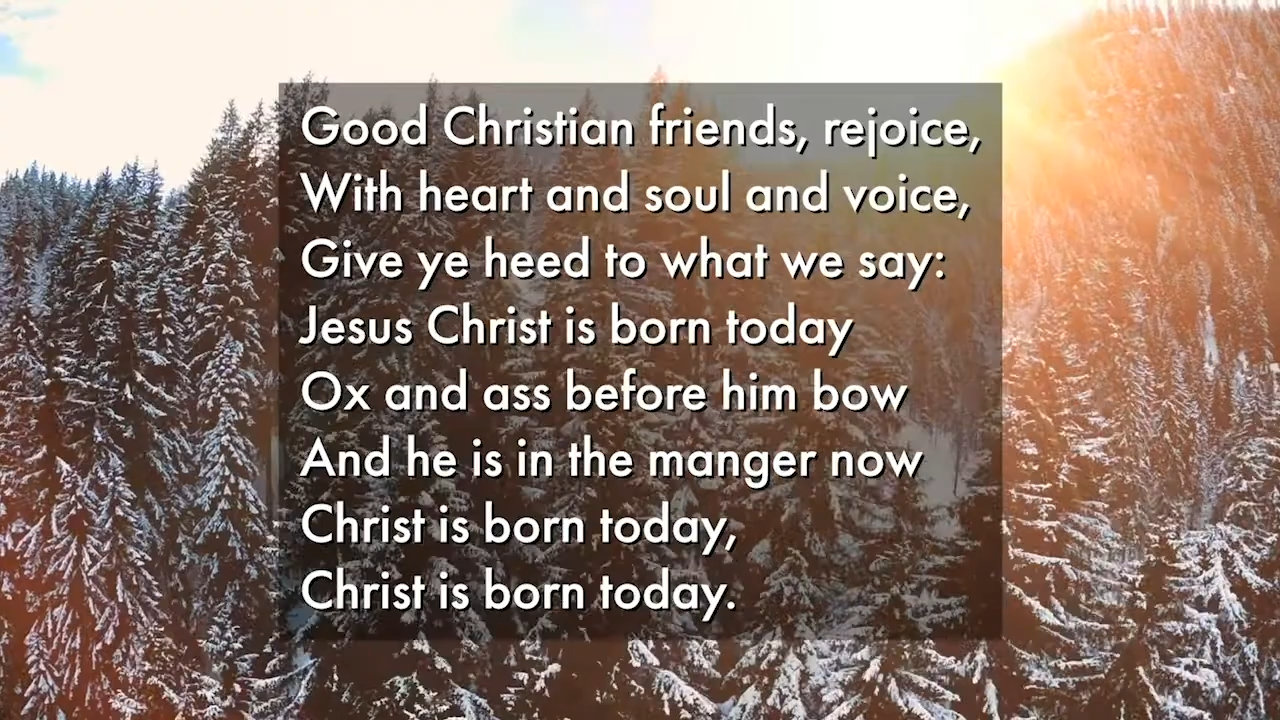 Good Christian friends, rejoice,
With heart and soul and voice,
Give ye heed to what we say:
Jesus Christ is born today
Ox and ass before him bow
And he is in the manger now
Christ is born today,
Christ is born today.